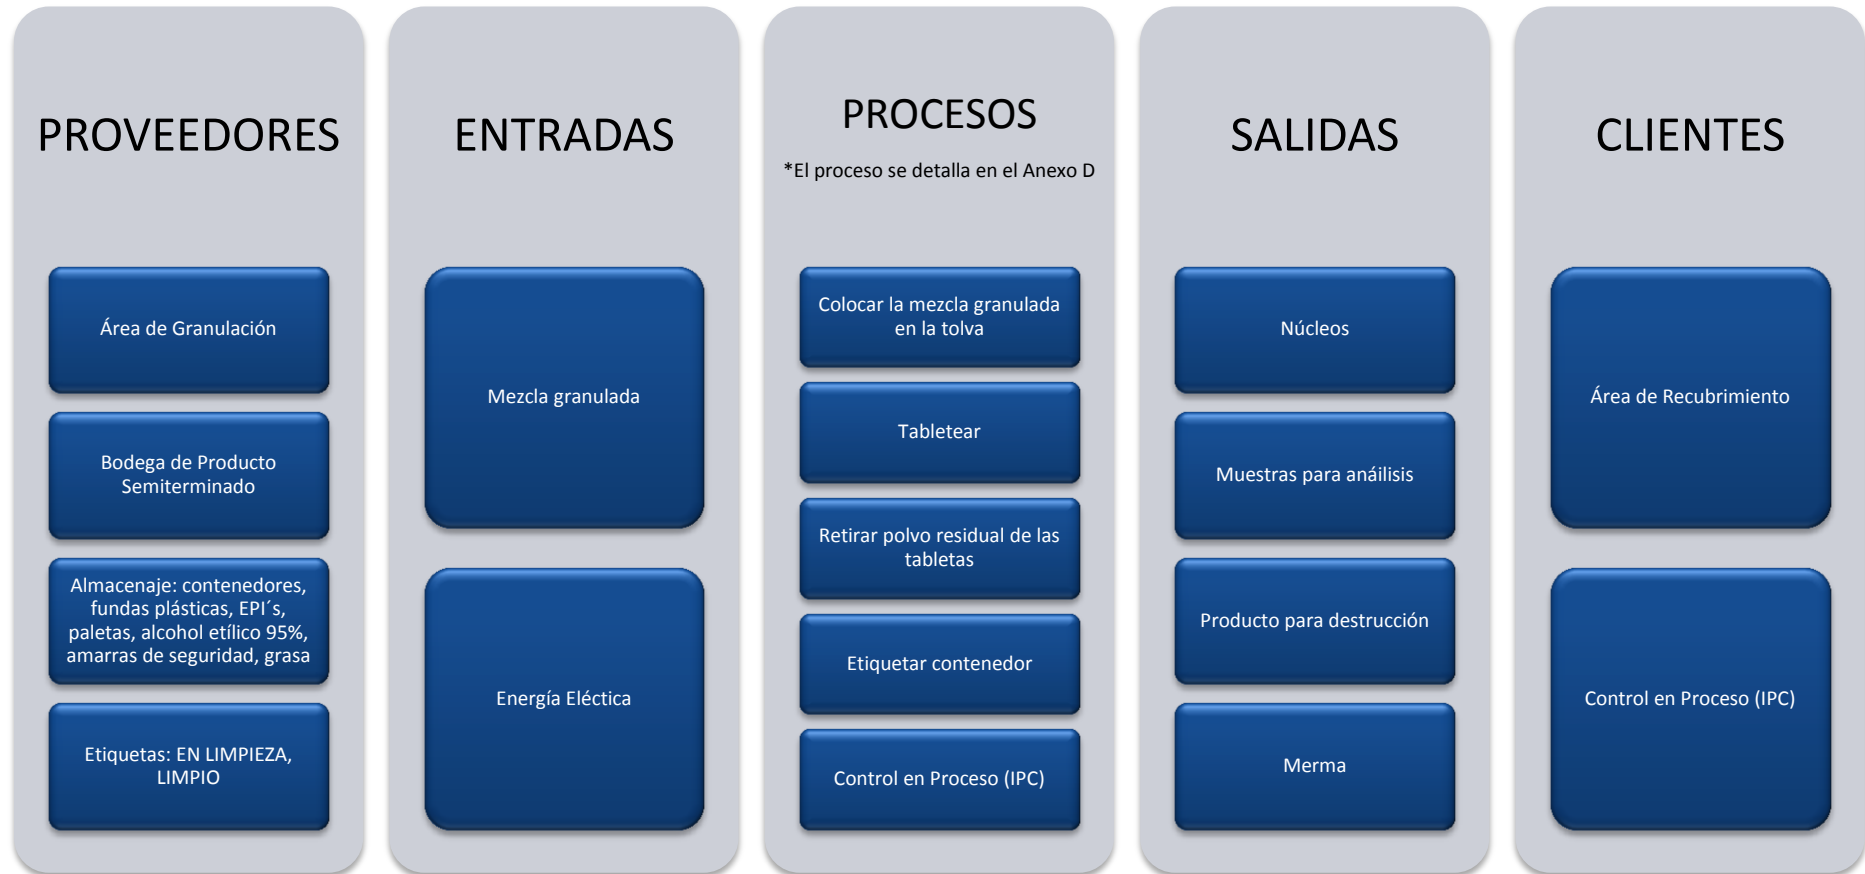 PROVEEDORES
Área de Granulación
Bodega de Producto
Semiterminado
Almacenaje: contenedores,
fundas plásticas, EPI´s,
paletas, alcohol etílico 95%,
amarras de seguridad, grasa
Etiquetas: EN LIMPIEZA,
LIMPIO
ENTRADAS
Mezcla granulada
Energía Eléctica
PROCESOS
*El proceso se detalla en el Anexo D
Colocar la mezcla granulada
en la tolva
Tabletear
Retirar polvo residual de las
tabletas
Etiquetar contenedor
Control en Proceso (IPC)
SALIDAS
Núcleos
Muestras para análisis
Producto para destrucción
Merma
CLIENTES
Área de Recubrimiento
Control en Proceso (IPC)